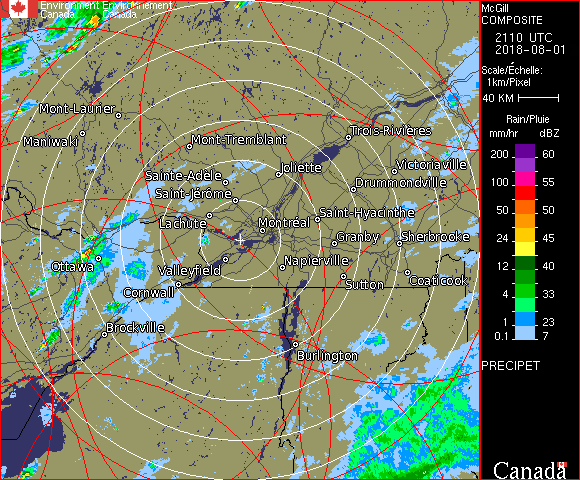 Environment Environnement
Canada Canada
McGill
COMPOSITE
2110 UTC
2018-08-01
Scale/Échelle:
1km/Pixel
40 KM
Rain/Pluie
mm/hr dBZ
200 60
100 55
50 50
24 45
12 40
4 33
1 23
0.1 7
PRECIPET
Canada
Mont-Laurier
Maniwaki
Mont-Tremblant
Trois-Rivières
Joliette
Victoriaville
Sainte-Adèle
Drummondville
Saint-Jérôme
Lachute
Saint-Hyacinthe
Montréal
Granby
Sherbrooke
Ottawa
Valleyfield
Napierville
Cornwall
Sutton
Coaticook
Brockville
Burlington